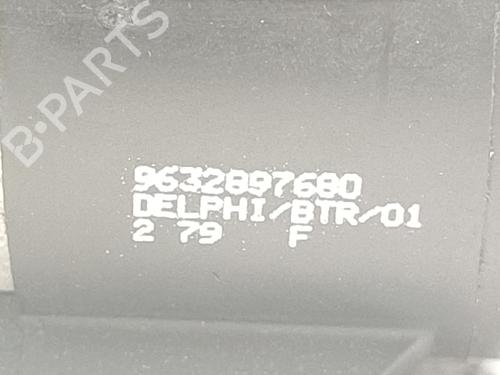 B-PARTS
9632897680
DELPHI/BTR/01
2 79 F